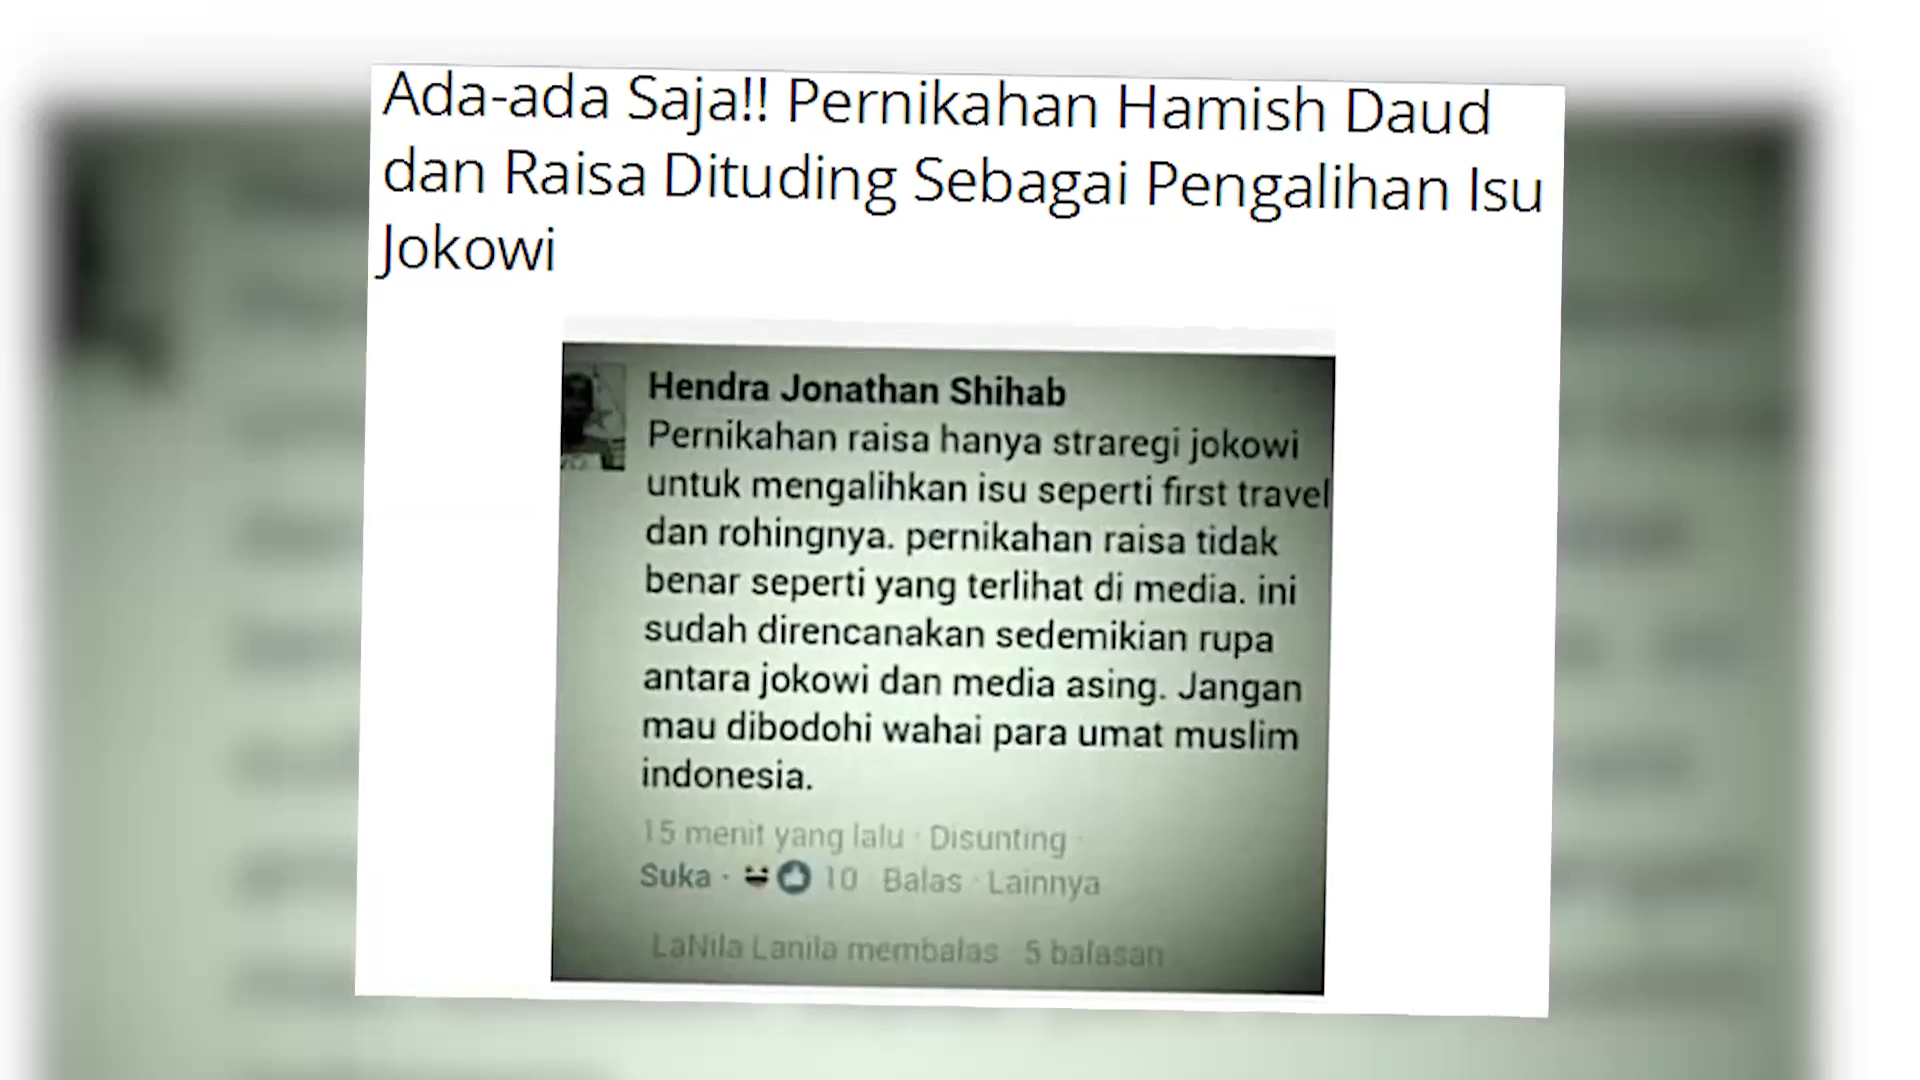 Ada-ada Saja!! Pernikahan Hamish Daud
dan Raisa Dituding Sebagai Pengalihan Isu
Jokowi
Hendra Jonathan Shihab
Pernikahan raisa hanya straregi jokowi
untuk mengalihkan isu seperti first travel
dan rohingnya. pernikahan raisa tidak
benar seperti yang terlihat di media. ini
sudah direncanakan sedemikian rupa
antara jokowi dan media asing. Jangan
mau dibodohi wahai para umat muslim
indonesia.
15 menit yang lalu · Disunting ·
Suka · 10 · Balas · Lainnya
LaNila Lanila membalas · 5 balasan